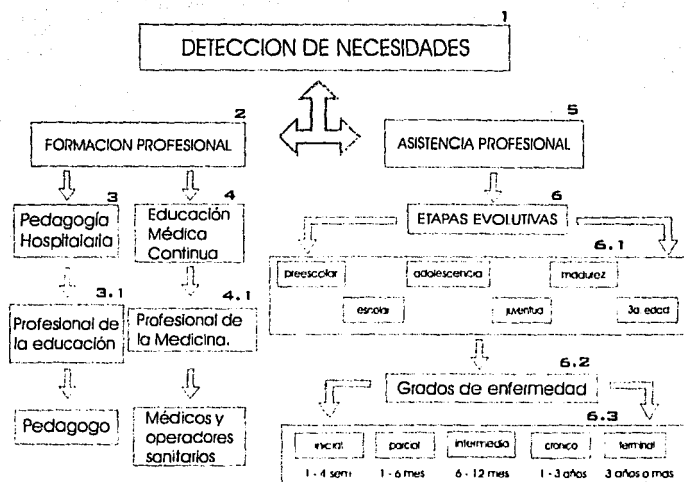 1
DETECCION DE NECESIDADES
2
FORMACION PROFESIONAL
3
Pedagogía
Hospitalaria
3.1
Profesional de
la educación
Pedagogo
4
Educación
Médica
Continua
4.1
Profesional de
la Medicina.
Médicos y
operadores
sanitarios
5
ASISTENCIA PROFESIONAL
6
ETAPAS EVOLUTIVAS
6.1
preescolar
adolescencia
madurez
escolar
juventud
3a. edad
6.2
Grados de enfermedad
6.3
inicial
parcial
intermedia
cronico
terminal
1 - 4 sem
1 - 6 mes
6 - 12 mes
1 - 3 años
3 años o mas